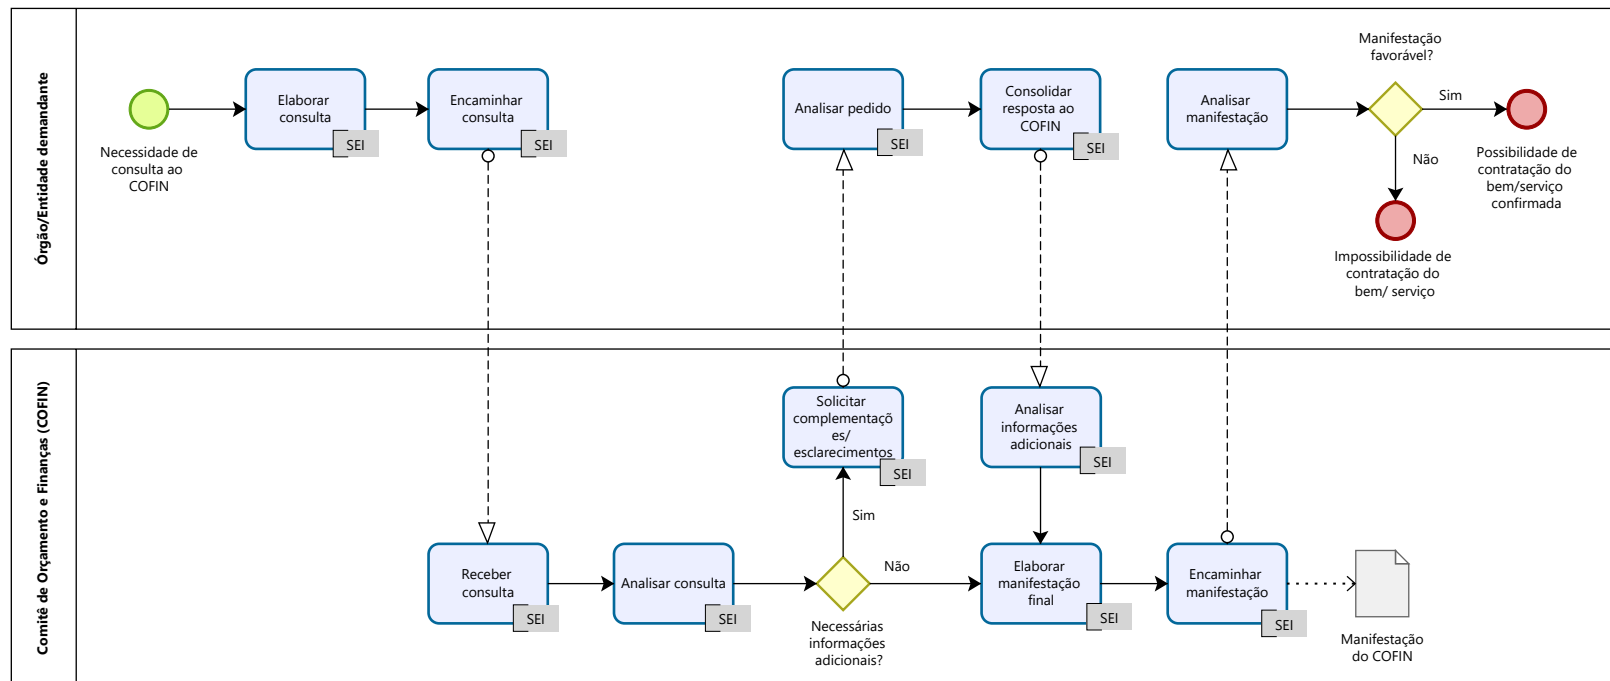 Órgão/Entidade demandante
Necessidade de
consulta ao
COFIN
Elaborar
consulta
SEI
Encaminhar
consulta
SEI
Analisar pedido
SEI
Consolidar
resposta ao
COFIN
SEI
Analisar
manifestação
Manifestação
favorável?
Sim
Não
Possibilidade de
contratação do
bem/serviço
confirmada
Impossibilidade de
contratação do
bem/ serviço
Comitê de Orçamento e Finanças (COFIN)
Receber
consulta
SEI
Analisar consulta
SEI
Necessárias
informações
adicionais?
Sim
Não
Solicitar
complementaçõ
es/
esclarecimentos
SEI
Analisar
informações
adicionais
SEI
Elaborar
manifestação
final
SEI
Encaminhar
manifestação
SEI
Manifestação
do COFIN